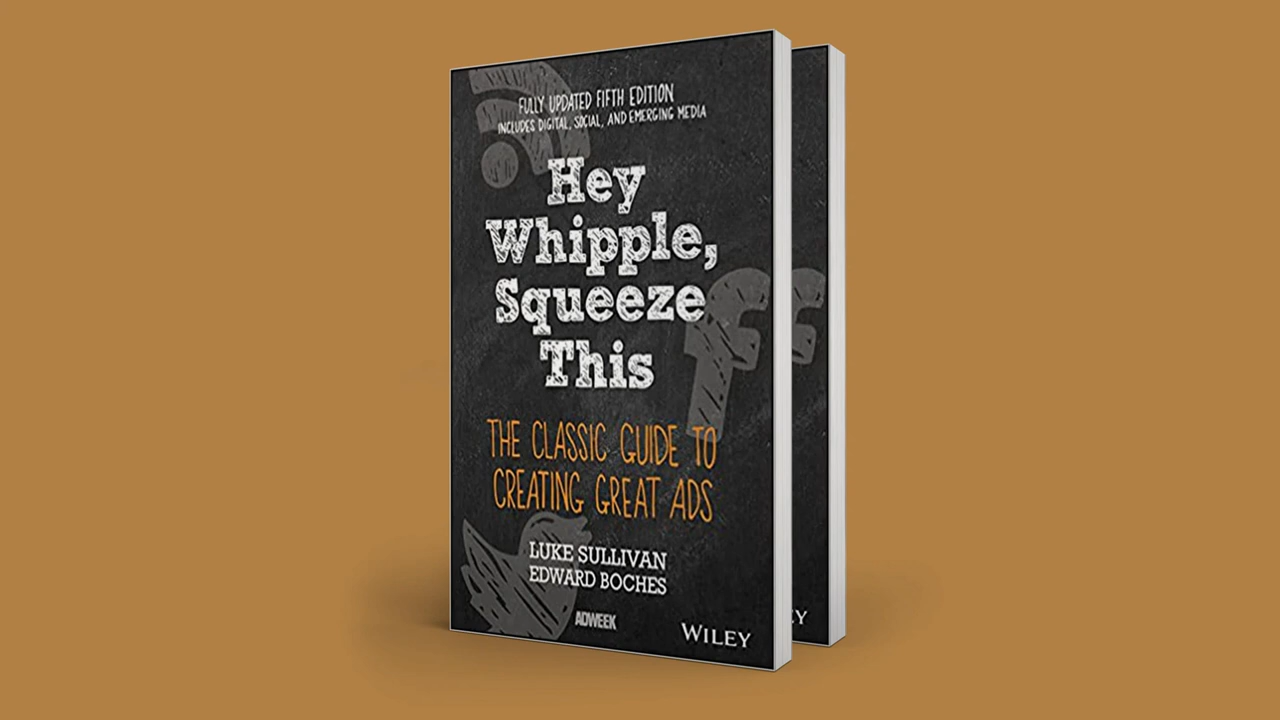 FULLY UPDATED FIFTH EDITION
INCLUDES DIGITAL, SOCIAL, AND EMERGING MEDIA
Hey
Whipple,
Squeeze
This
THE CLASSIC GUIDE TO
CREATING GREAT ADS
LUKE SULLIVAN
EDWARD BOCHES
ADWEEK
WILEY
EY